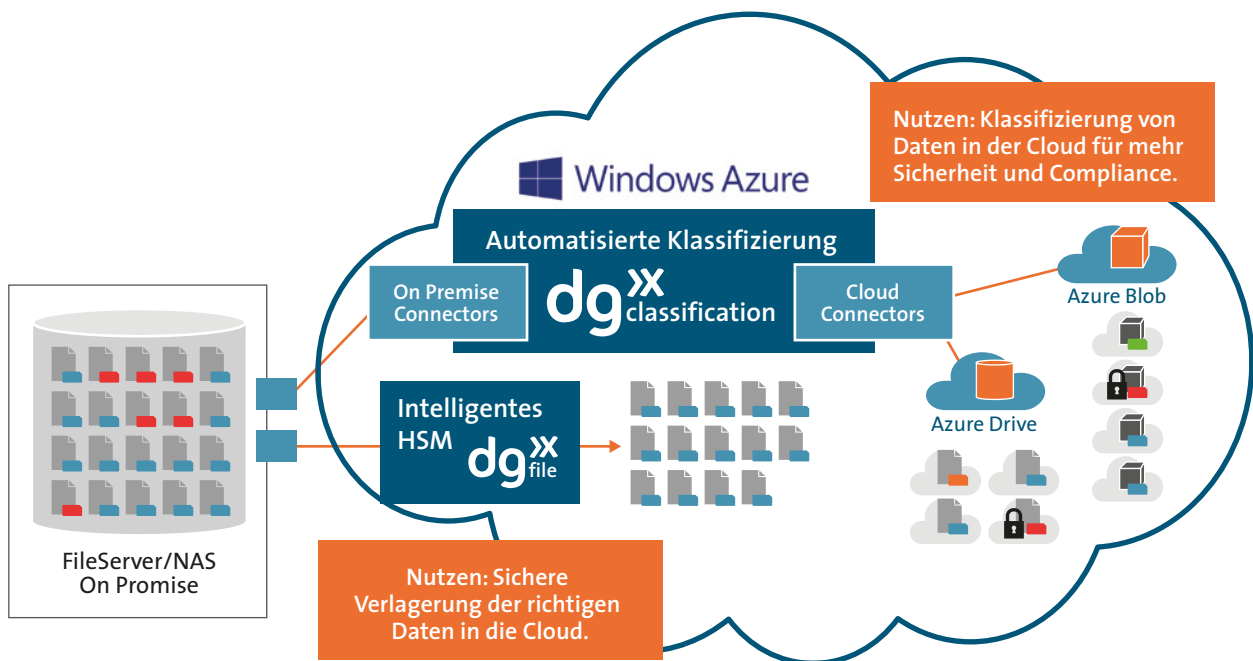 Nutzen: Klassifizierung von
Daten in der Cloud für mehr
Sicherheit und Compliance.
Windows Azure
Automatisierte Klassifizierung
dg classification
On Premise
Connectors
Cloud
Connectors
Azure Blob
Azure Drive
Intelligentes
HSM
dg file
FileServer/NAS
On Promise
Nutzen: Sichere
Verlagerung der richtigen
Daten in die Cloud.